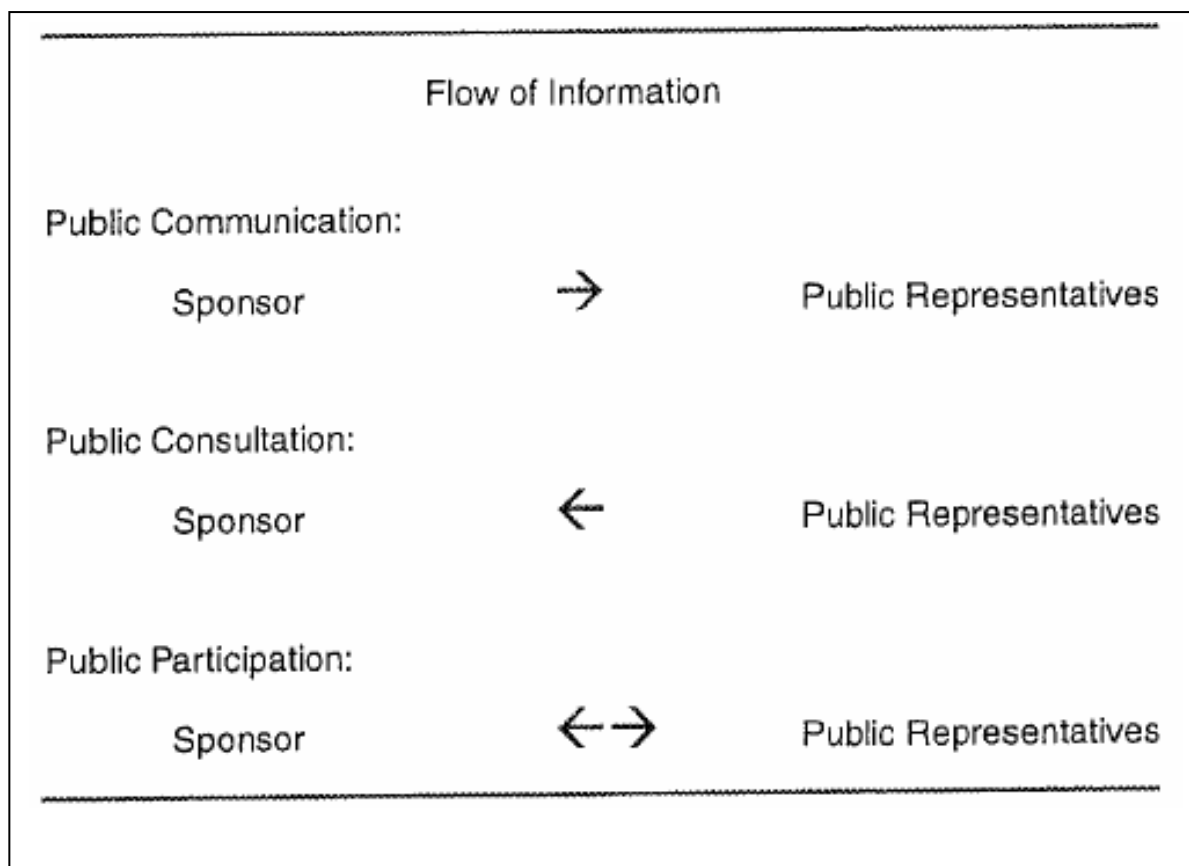 Flow of Information
Public Communication:
Sponsor → Public Representatives
Public Consultation:
Sponsor ← Public Representatives
Public Participation:
Sponsor ←→ Public Representatives